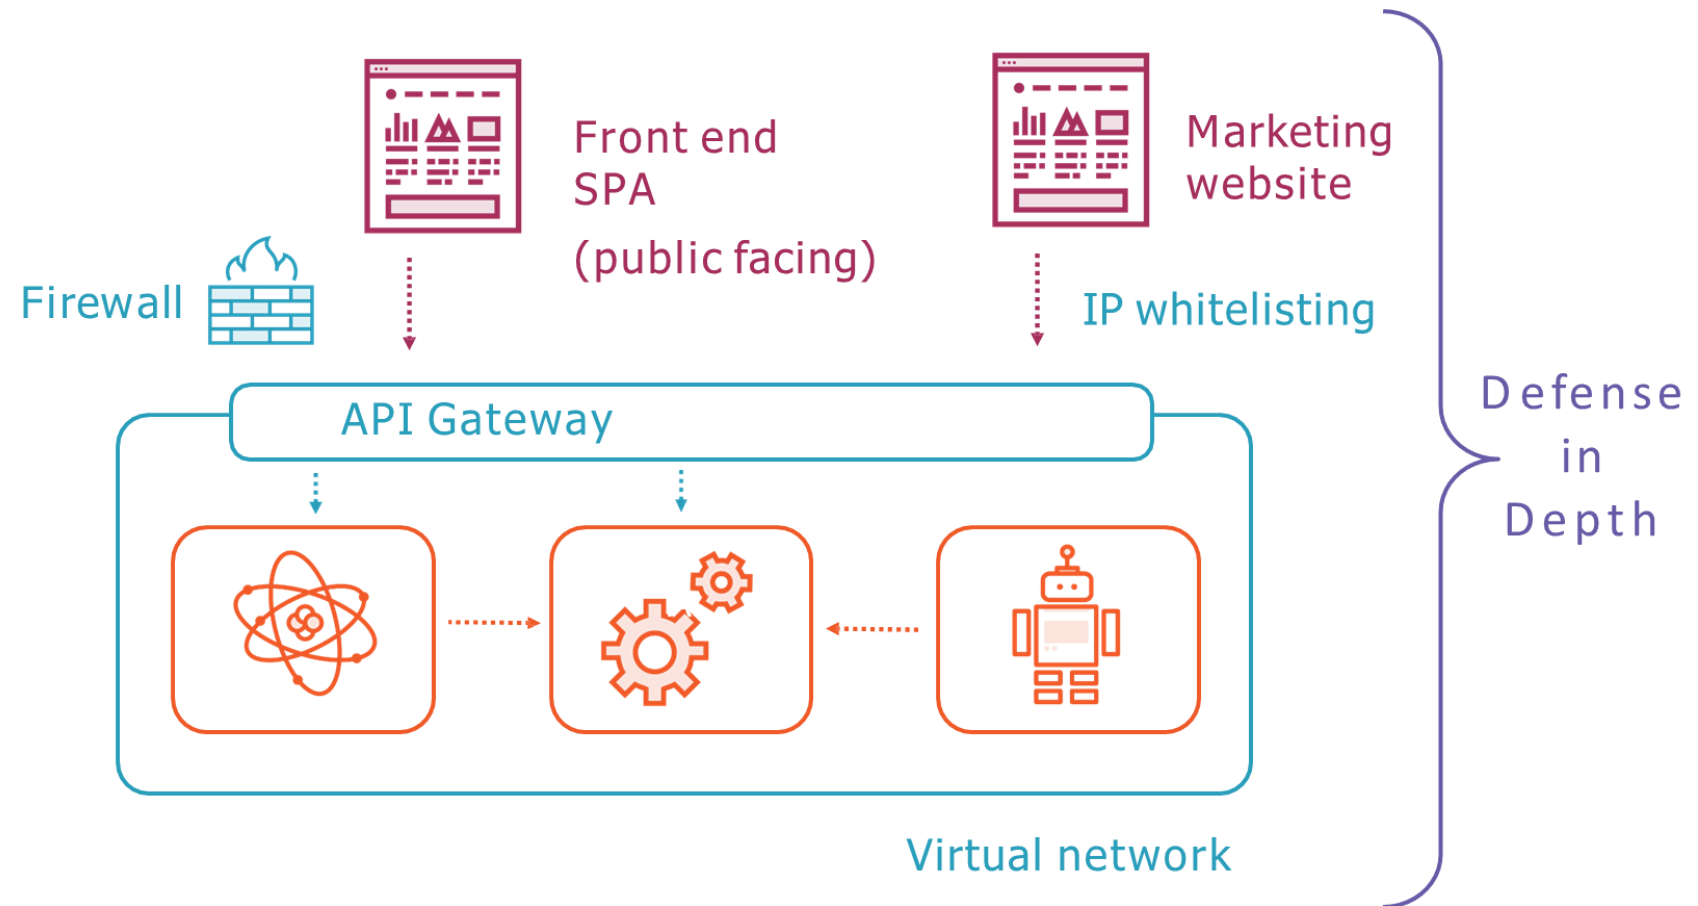 Front end
SPA
(public facing)
Marketing
website
Firewall
IP whitelisting
API Gateway
Defense
in
Depth
Virtual network